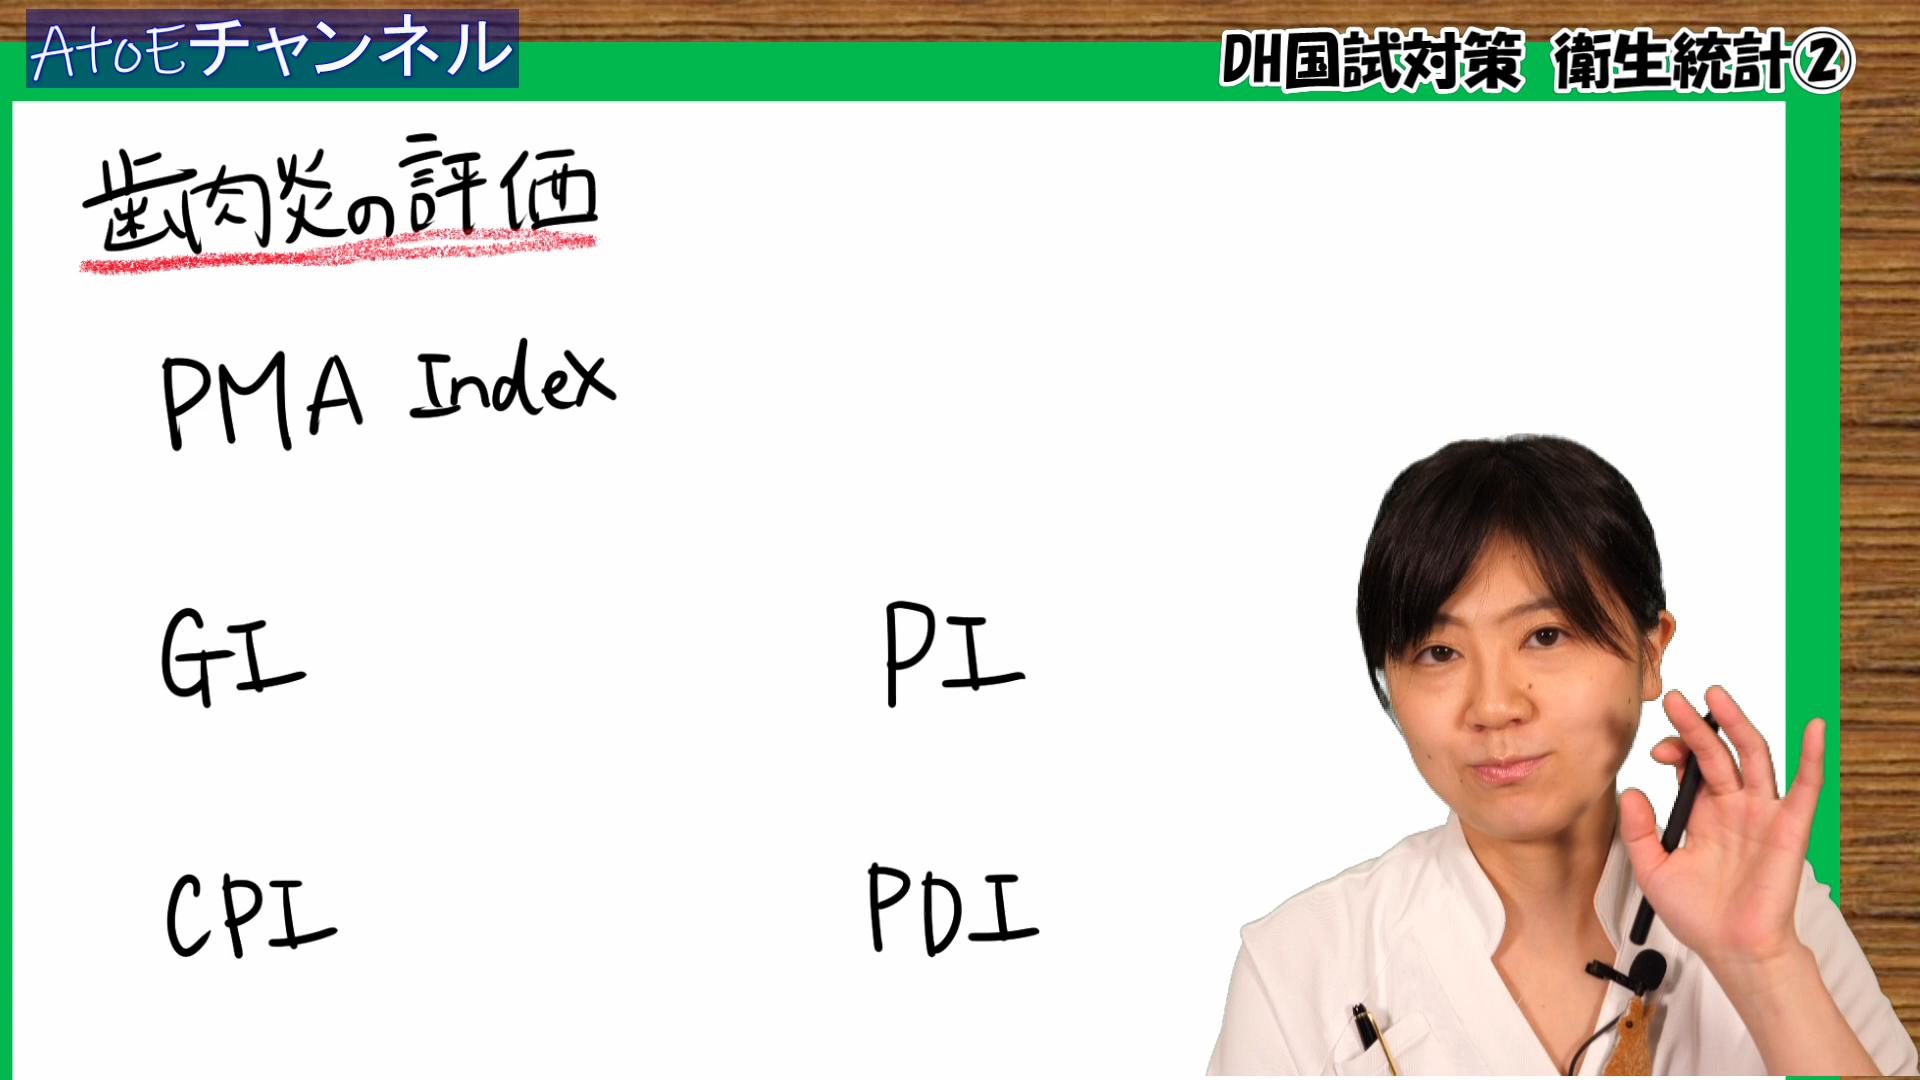 AtoEチャンネル
DH国試対策 衛生統計②
歯肉炎の評価
PMA Index
GI
PI
CPI
PDI